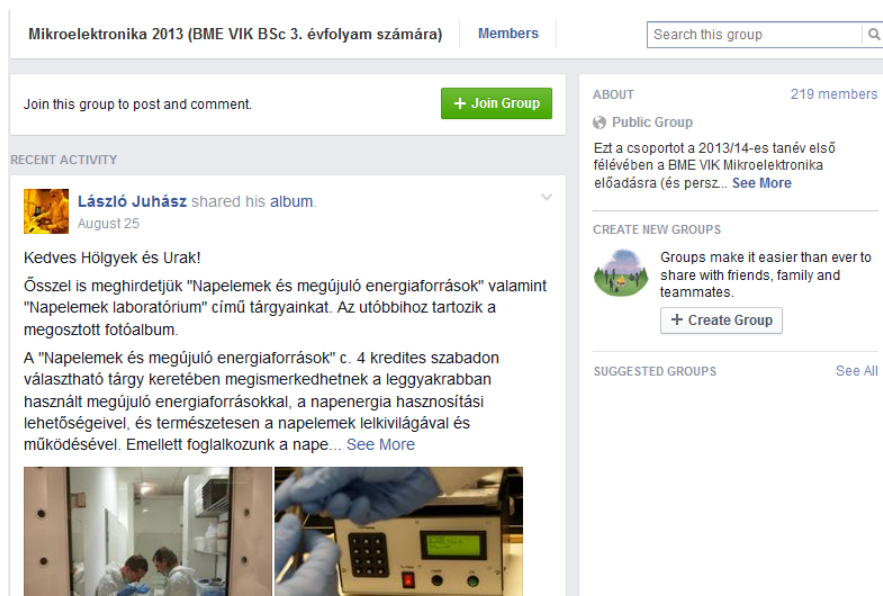 Mikroelektronika 2013 (BME VIK BSc 3. évfolyam számára)
Members
Search this group
Join this group to post and comment.
+ Join Group
RECENT ACTIVITY
László Juhász shared his album.
August 25
Kedves Hölgyek és Urak!
Ősszel is meghirdetjük "Napelemek és megújuló energiaforrások" valamint
"Napelemek laboratórium" című tárgyainkat. Az utóbbihoz tartozik a
megosztott fotóalbum.
A "Napelemek és megújuló energiaforrások" c. 4 kredites szabadon
választható tárgy keretében megismerkedhetnek a leggyakrabban
használt megújuló energiaforrásokkal, a napenergia hasznosítási
lehetőségeivel, és természetesen a napelemek lelkivilágával és
működésével. Emellett foglalkozunk a nape... See More
ABOUT
219 members
Public Group
Ezt a csoportot a 2013/14-es tanév első
félévében a BME VIK Mikroelektronika
előadásra (és persz... See More
CREATE NEW GROUPS
Groups make it easier than ever to
share with friends, family and
teammates.
+ Create Group
SUGGESTED GROUPS
See All